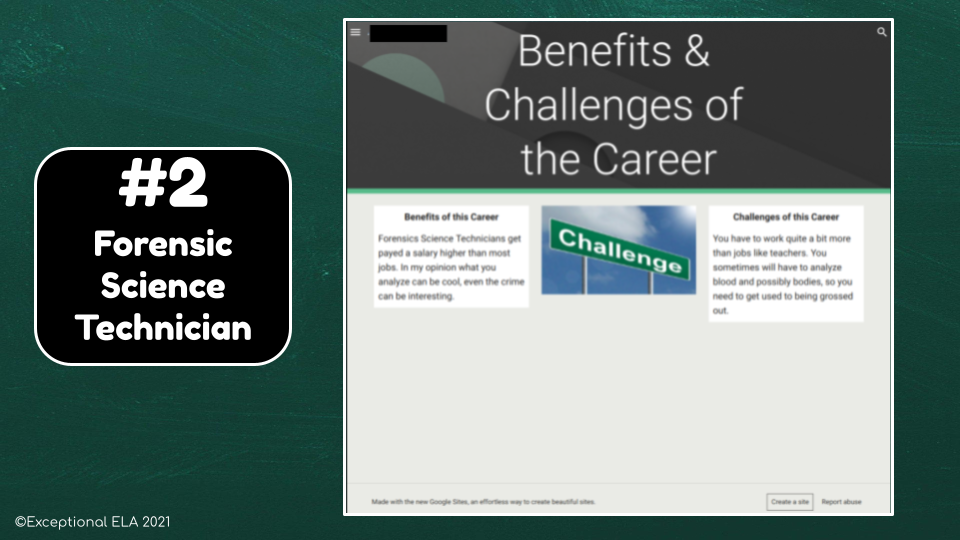 #2
Forensic
Science
Technician
Benefits &
Challenges of
the Career
Benefits of this Career
Forensics Science Technicians get
payed a salary higher than most
jobs. In my opinion what you
analyze can be cool, even the crime
can be interesting.
Challenge
Challenges of this Career
You have to work quite a bit more
than jobs like teachers. You
sometimes will have to analyze
blood and possibly bodies, so you
need to get used to being grossed
out.
Made with the new Google Sites, an effortless way to create beautiful sites.
Create a site
Report abuse
©Exceptional ELA 2021